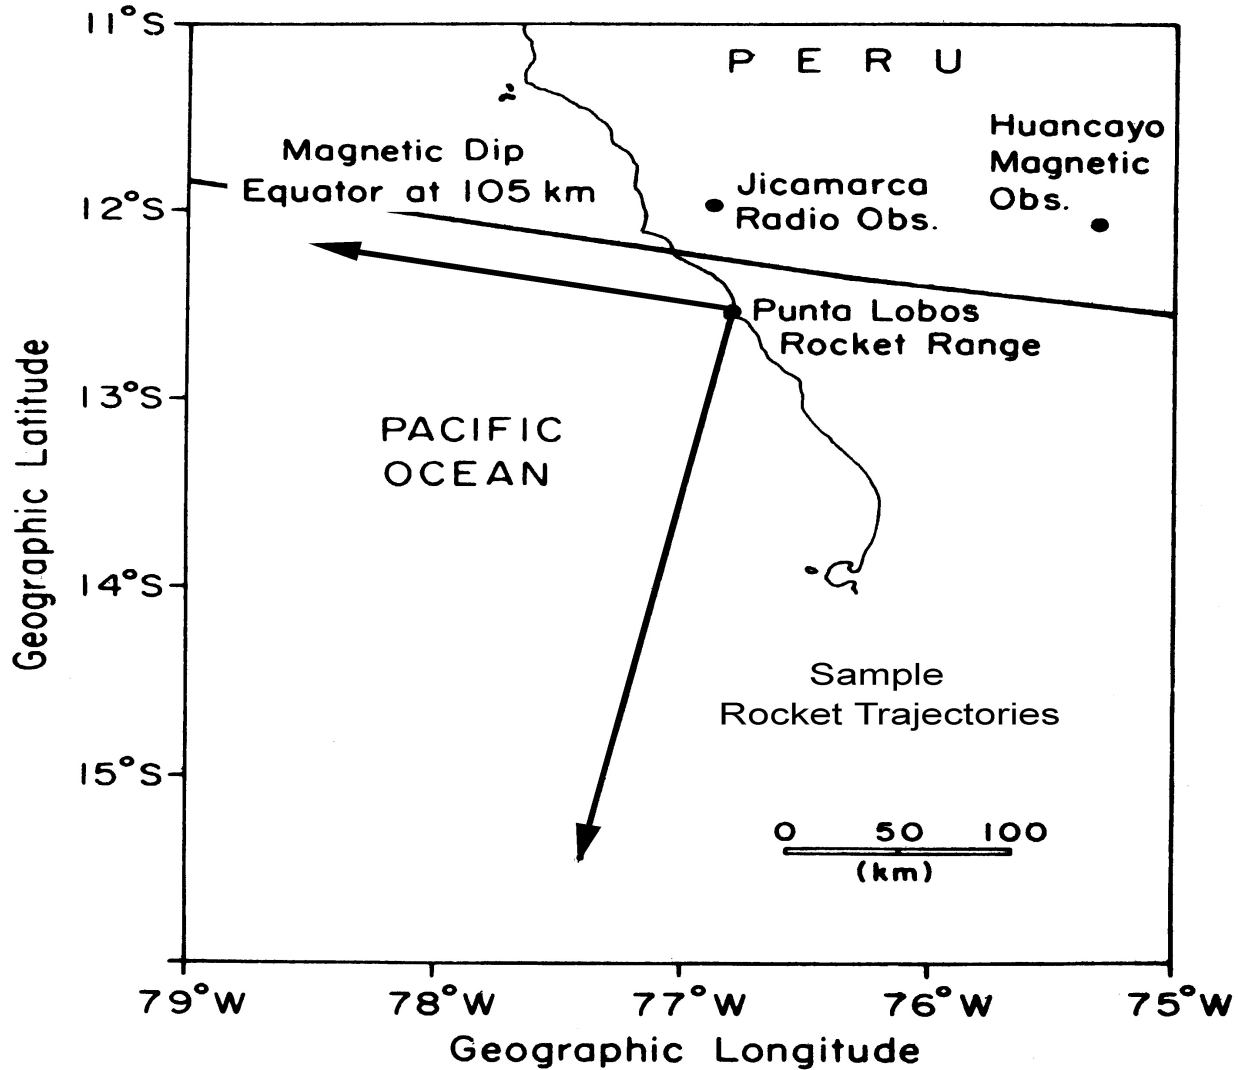 11°S
PERU
Huancayo
Magnetic
Obs.
Magnetic Dip
Equator at 105 km
Jicamarca
Radio Obs.
12°S
Punta Lobos
Rocket Range
13°S
PACIFIC
OCEAN
Geographic Latitude
14°S
Sample
Rocket Trajectories
15°S
0 50 100
(km)
79°W 78°W 77°W 76°W 75°W
Geographic Longitude